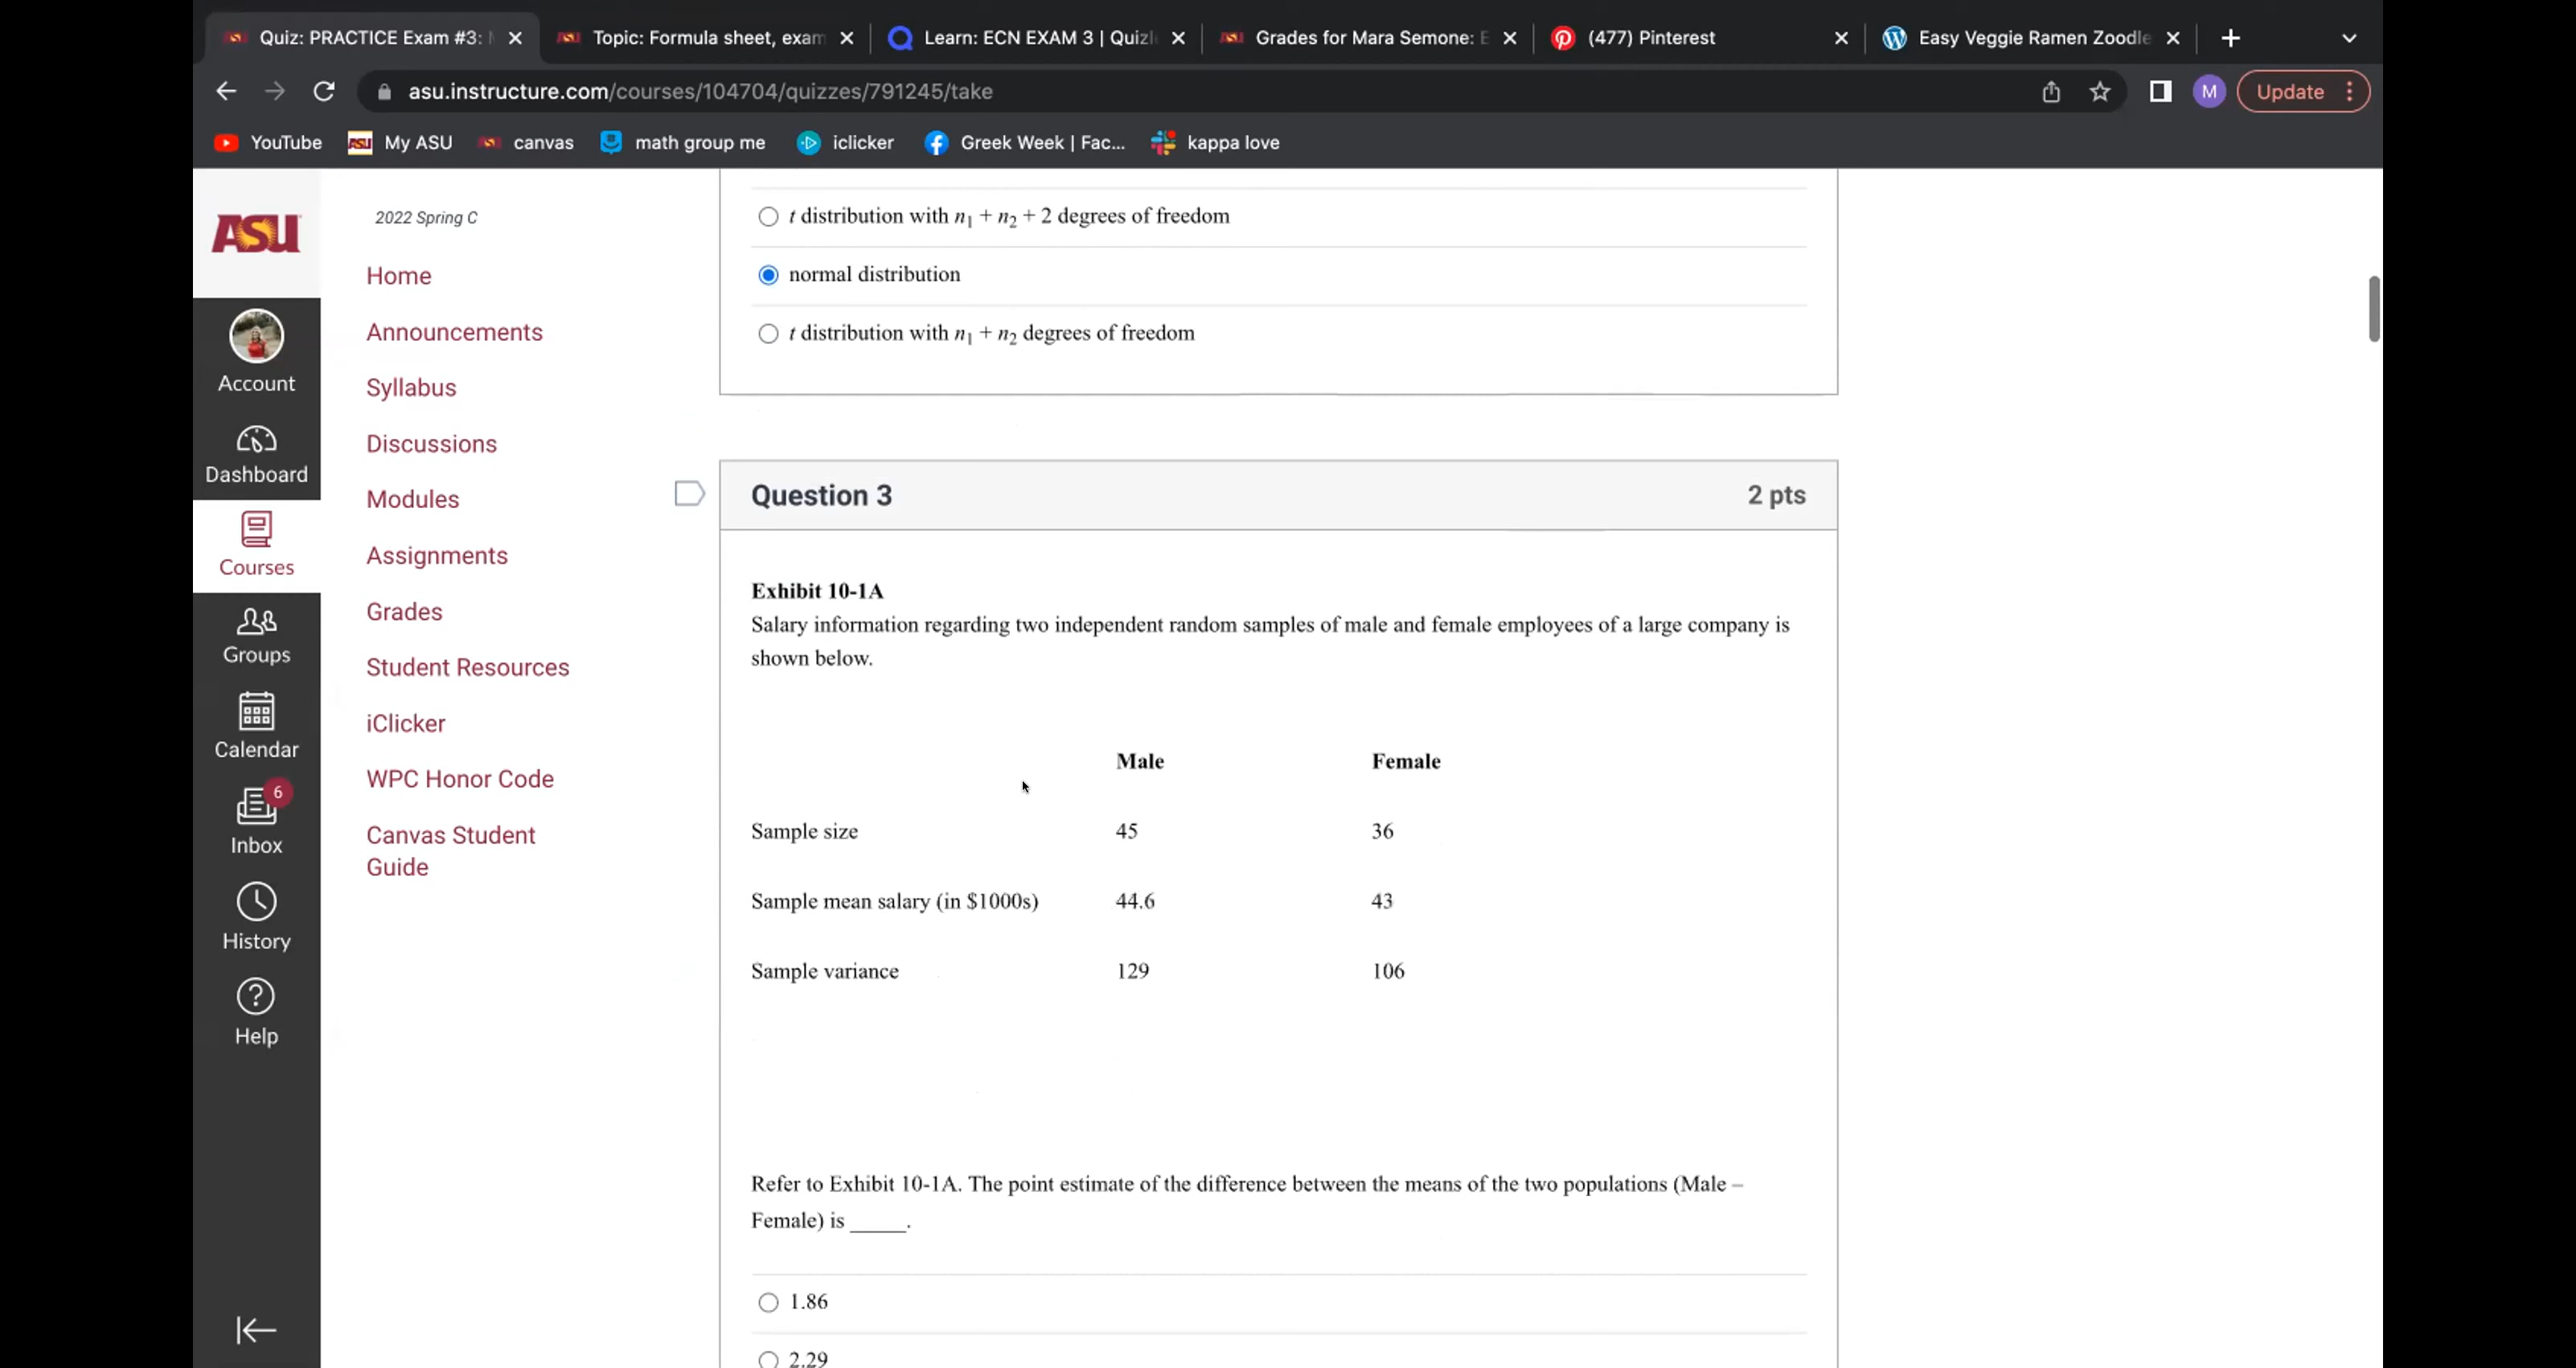 Quiz: PRACTICE Exam #3:
Topic: Formula sheet, exam
Learn: ECN EXAM 3 | Quizl
Grades for Mara Semone: E
(477) Pinterest
Easy Veggie Ramen Zoodle
asu.instructure.com/courses/104704/quizzes/791245/take
M
Update
YouTube
My ASU
canvas
math group me
iclicker
Greek Week | Fac...
kappa love
ASU
Account
Dashboard
Courses
Groups
Calendar
6
Inbox
History
Help
2022 Spring C
Home
Announcements
Syllabus
Discussions
Modules
Assignments
Grades
Student Resources
iClicker
WPC Honor Code
Canvas Student
Guide
t distribution with n₁ + n₂ + 2 degrees of freedom
normal distribution
t distribution with n₁ + n₂ degrees of freedom
Question 3 2 pts
Exhibit 10-1A
Salary information regarding two independent random samples of male and female employees of a large company is
shown below.
Male Female
Sample size 45 36
Sample mean salary (in $1000s) 44.6 43
Sample variance 129 106
Refer to Exhibit 10-1A. The point estimate of the difference between the means of the two populations (Male –
Female) is _____.
1.86
2.29